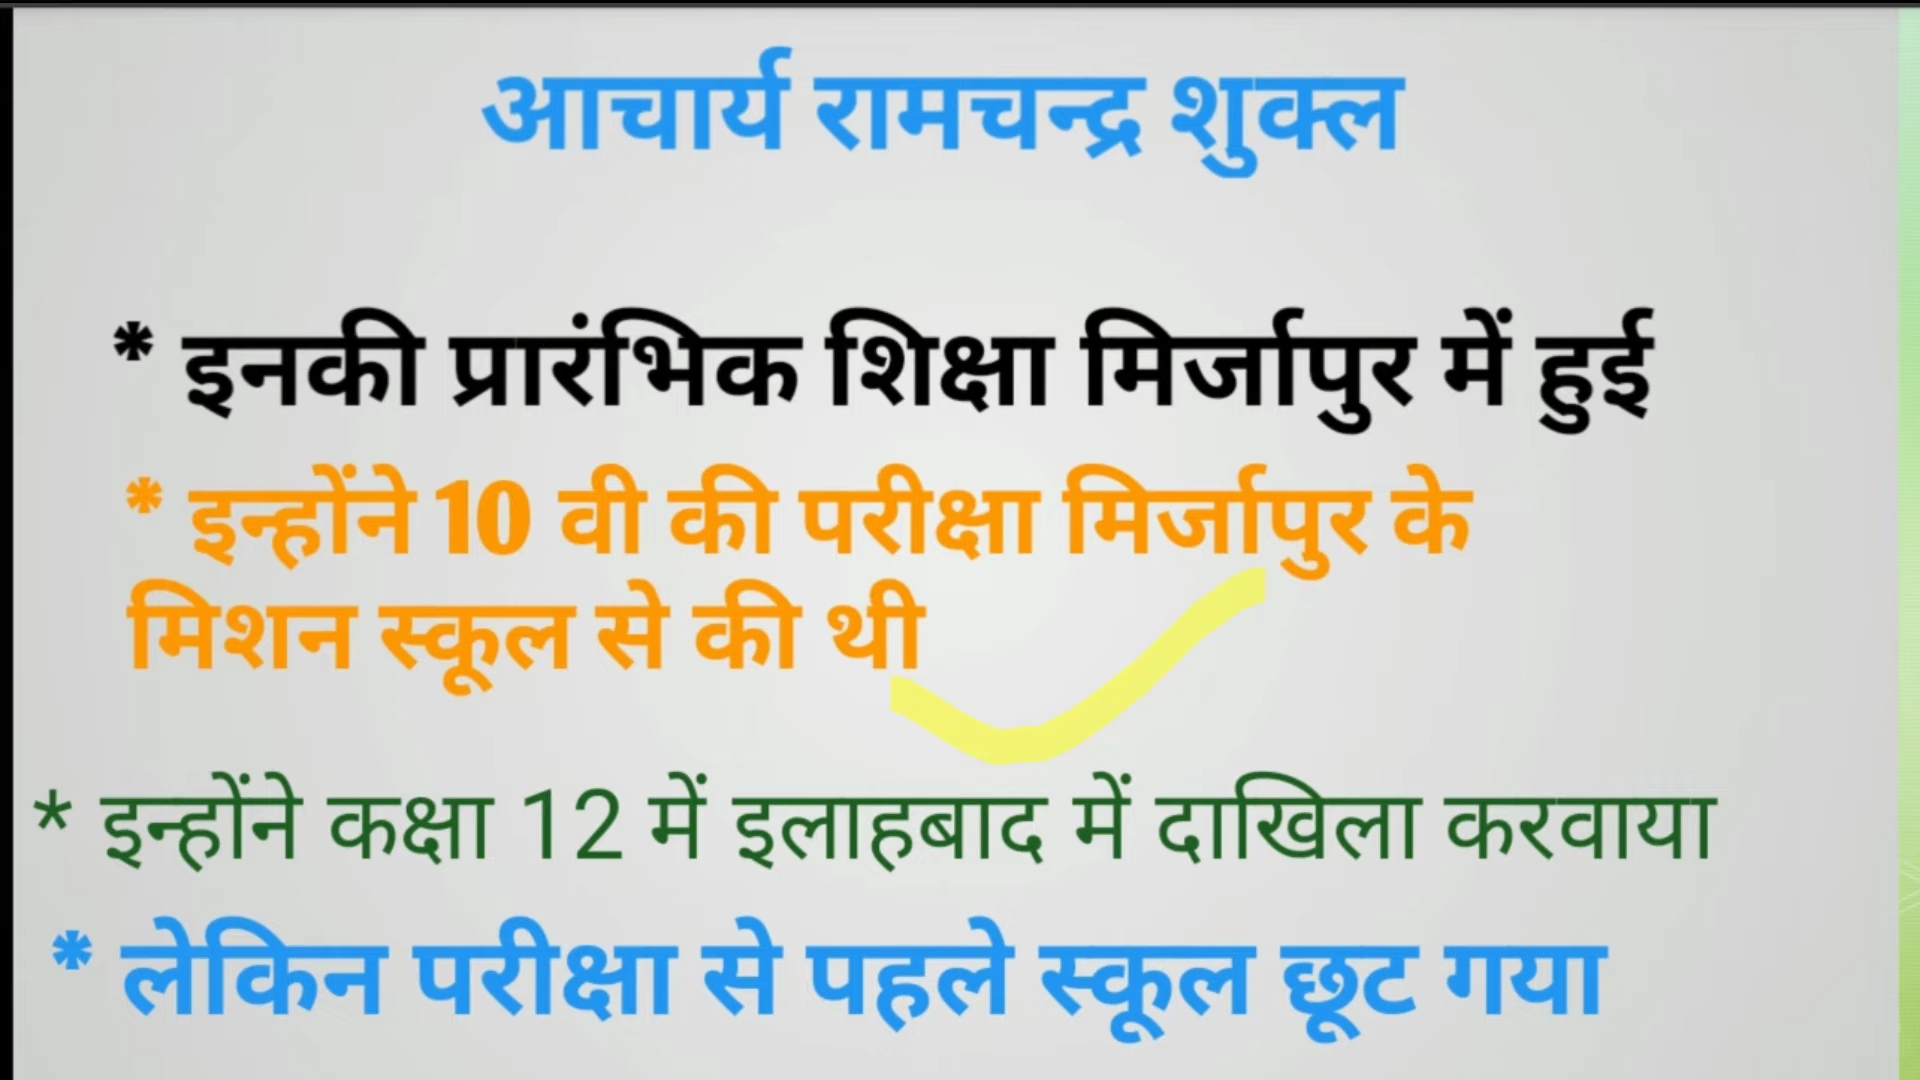 आचार्य रामचन्द्र शुक्ल
* इनकी प्रारंभिक शिक्षा मिर्जापुर में हुई
* इन्होंने 10 वी की परीक्षा मिर्जापुर के
मिशन स्कूल से की थी
* इन्होंने कक्षा 12 में इलाहबाद में दाखिला करवाया
* लेकिन परीक्षा से पहले स्कूल छूट गया